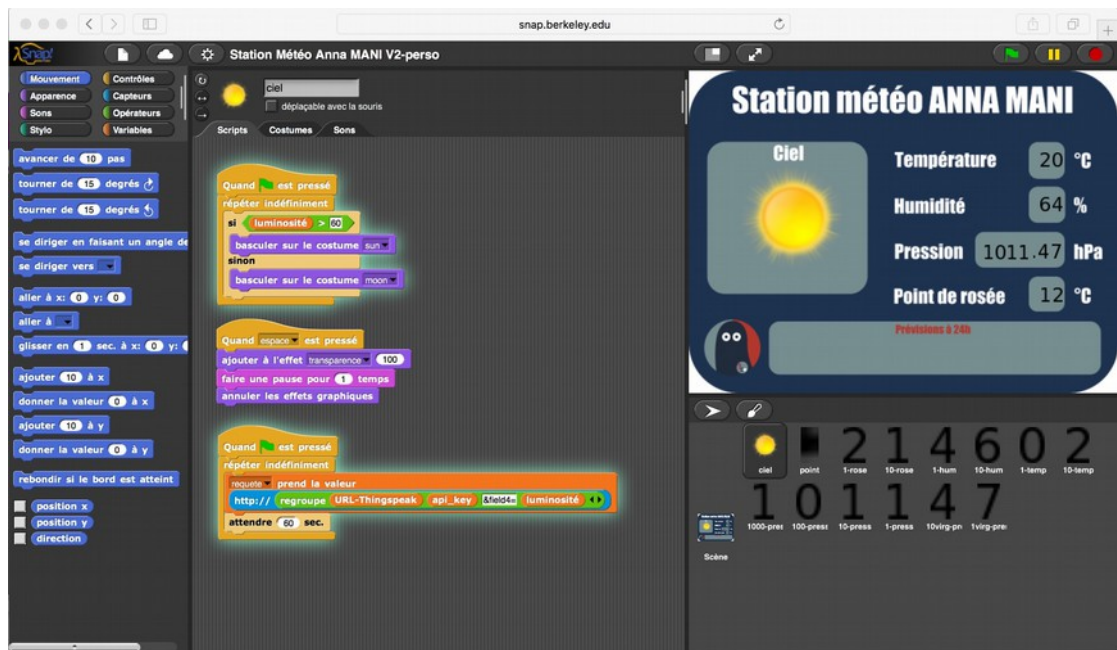 snap.berkeley.edu
Snap!
Station Météo Anna MANI V2-perso
Mouvement Contrôles
Apparence Capteurs
Sons Opérateurs
Stylo Variables
avancer de 10 pas
tourner de 15 degrés
tourner de 15 degrés
se diriger en faisant un angle de
se diriger vers
aller à x: 0 y: 0
aller à
glisser en 1 sec. à x: 0 y:
ajouter 10 à x
donner la valeur 0 à x
ajouter 10 à y
donner la valeur 0 à y
rebondir si le bord est atteint
position x
position y
direction
ciel
déplaçable avec la souris
Scripts Costumes Sons
Quand est pressé
répéter indéfiniment
si luminosité > 60
basculer sur le costume sun
sinon
basculer sur le costume moon
Quand espace est pressé
ajouter à l'effet transparence 100
faire une pause pour 1 temps
annuler les effets graphiques
Quand est pressé
répéter indéfiniment
requete prend la valeur
http:// regroupe URL-Thingspeak api_key &field4= luminosité
attendre 60 sec.
Station météo ANNA MANI
Ciel
Température 20 °C
Humidité 64 %
Pression 1011.47 hPa
Point de rosée 12 °C
Prévisions à 24h
2 1 4 6 0 2
ciel point 1-rose 10-rose 1-hum 10-hum 1-temp 10-temp
1 0 1 1 4 7
1000-pres 100-press 10-press 1-press 10virg-pr 1virg-pre
Scène